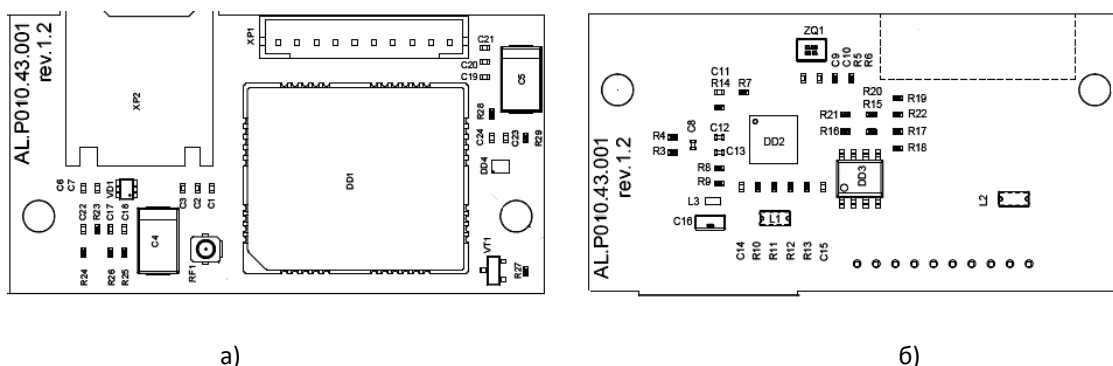 AL.P010.43.001
rev.1.2
XP2
XP1
C21
C20
C19
C5
R28
C24
C23
R29
DD4
DD1
C6
C7
VD1
C3
C2
C1
C22
R23
C17
C18
C4
RF1
R24
R26
R25
VT1
R27
AL.P010.43.001
rev.1.2
ZQ1
C9
C10
R5
R6
C11
R14
R7
R20
R15
R19
R21
R22
R16
R17
R18
R4
R3
C8
C12
C13
DD2
DD3
R8
R9
L3
C16
L1
L2
C14
R10
R11
R12
R13
C15
а)
б)